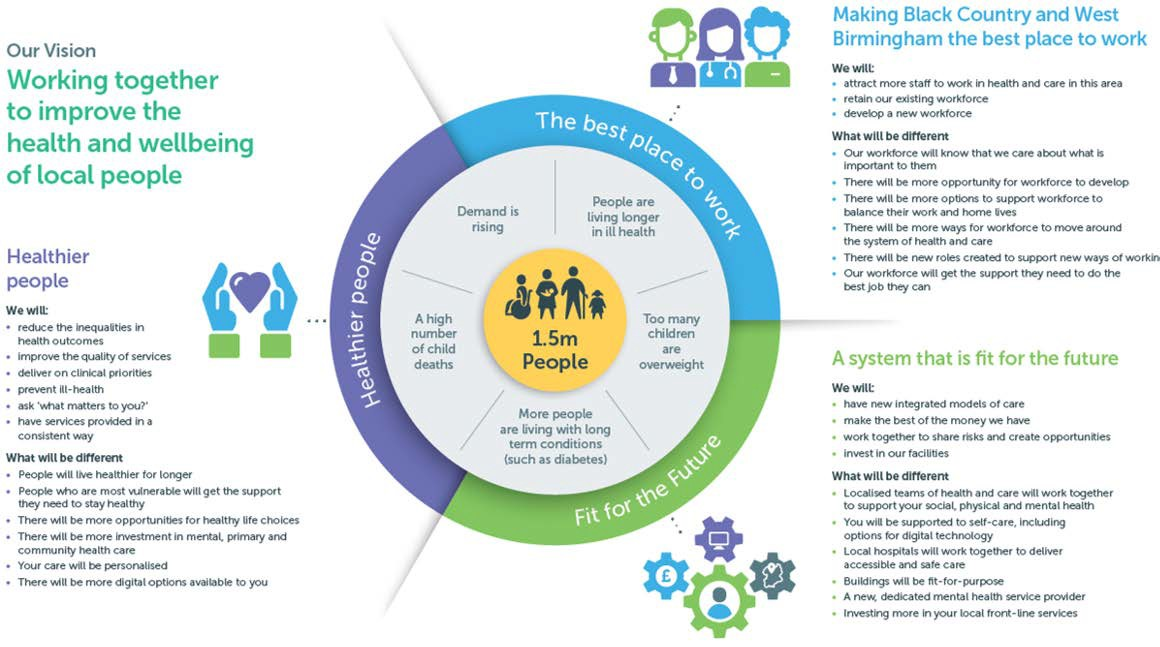 Our Vision
Working together
to improve the
health and wellbeing
of local people
Healthier
people
We will:
• reduce the inequalities in
health outcomes
• improve the quality of services
• deliver on clinical priorities
• prevent ill-health
• ask 'what matters to you?'
• have services provided in a
consistent way
What will be different
• People will live healthier for longer
• People who are most vulnerable will get the support
they need to stay healthy
• There will be more opportunities for healthy life choices
• There will be more investment in mental, primary and
community health care
• Your care will be personalised
• There will be more digital options available to you
Healthier people
The best place to work
Fit for the Future
Demand is
rising
People are
living longer
in ill health
A high
number
of child
deaths
1.5m
People
Too many
children
are
overweight
More people
are living with long
term conditions
(such as diabetes)
£
Making Black Country and West
Birmingham the best place to work
We will:
• attract more staff to work in health and care in this area
• retain our existing workforce
• develop a new workforce
What will be different
• Our workforce will know that we care about what is
important to them
• There will be more opportunity for workforce to develop
• There will be more options to support workforce to
balance their work and home lives
• There will be more ways for workforce to move around
the system of health and care
• There will be new roles created to support new ways of workin
• Our workforce will get the support they need to do the
best job they can
A system that is fit for the future
We will:
• have new integrated models of care
• make the best of the money we have
• work together to share risks and create opportunities
• invest in our facilities
What will be different
• Localised teams of health and care will work together
to support your social, physical and mental health
• You will be supported to self-care, including
options for digital technology
• Local hospitals will work together to deliver
accessible and safe care
• Buildings will be fit-for-purpose
• A new, dedicated mental health service provider
• Investing more in your local front-line services